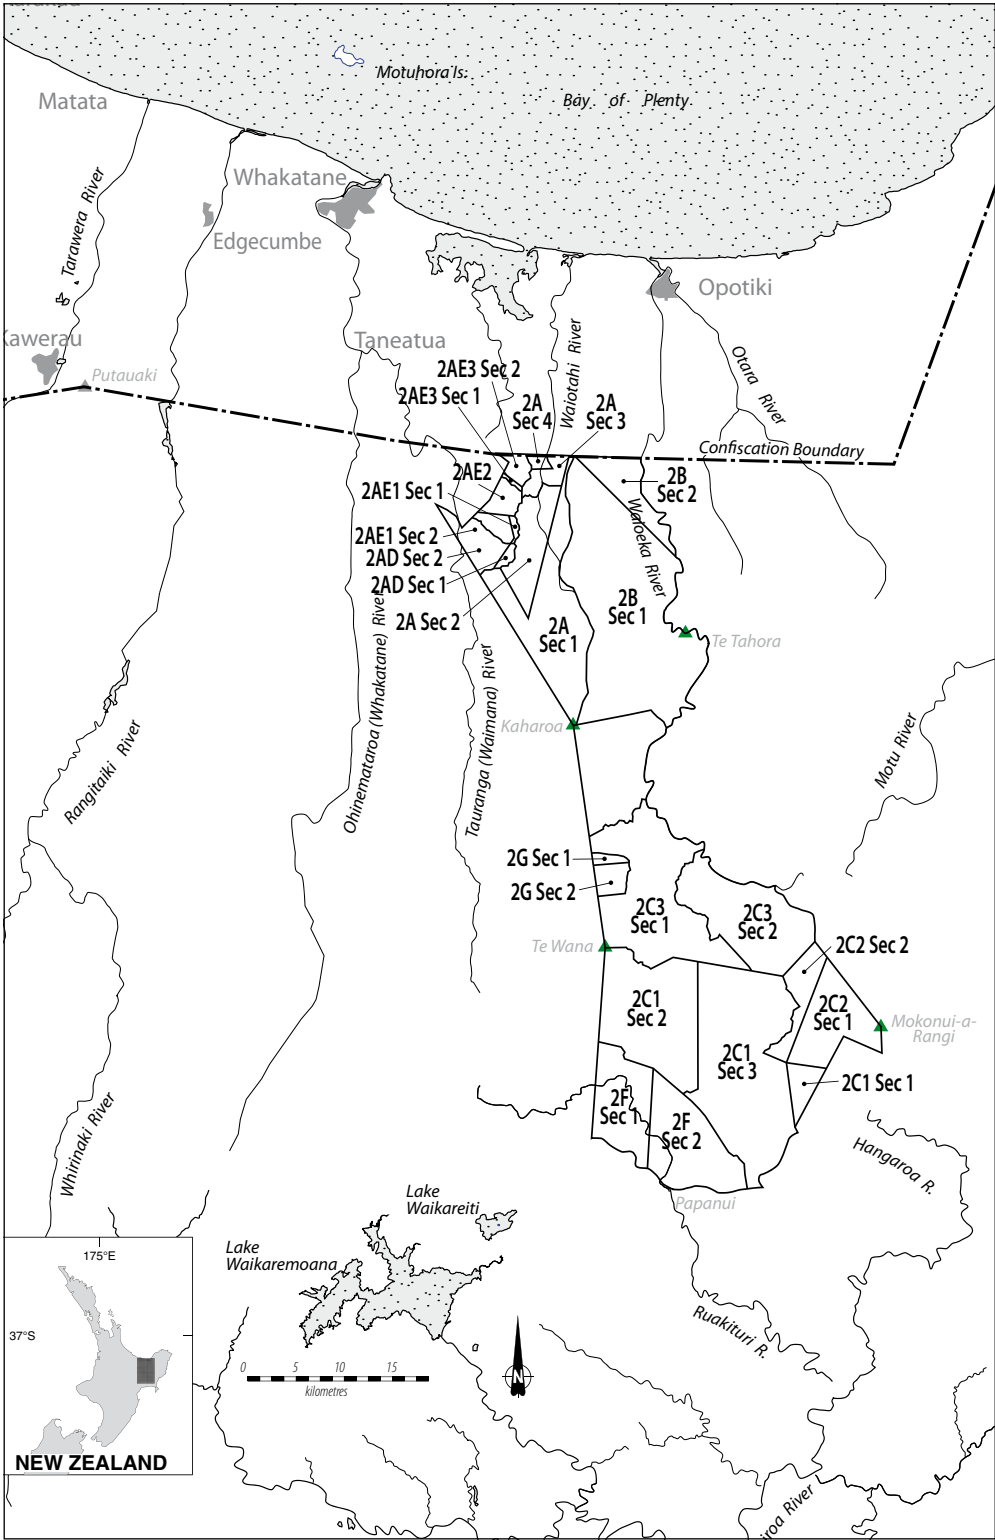 Motuhora Is.
Bay of Plenty
Matata
Whakatane
Tarawera River
Edgecumbe
Opotiki
Kawerau
Taneatua
Putauaki
Waiotahi River
Otara River
2AE3 Sec 2
2AE3 Sec 1
2A
Sec 4
2A
Sec 3
Confiscation Boundary
2AE2
2AE1 Sec 1
2B
Sec 2
Waioeka River
2AE1 Sec 2
2AD Sec 2
2AD Sec 1
2A Sec 2
2A
Sec 1
2B
Sec 1
Te Tahora
Ohinemataroa (Whakatane) River
Tauranga (Waimana) River
Kaharoa
Rangitaiki River
Motu River
2G Sec 1
2G Sec 2
2C3
Sec 1
2C3
Sec 2
Te Wana
2C2 Sec 2
2C1
Sec 2
2C2
Sec 1
Mokonui-a-
Rangi
2C1
Sec 3
2C1 Sec 1
2F
Sec 1
2F
Sec 2
Whirinaki River
Hangaroa R.
Papanui
Lake
Waikareiti
Lake
Waikaremoana
Ruakituri R.
175°E
37°S
NEW ZEALAND
0 5 10 15
kilometres
N
River